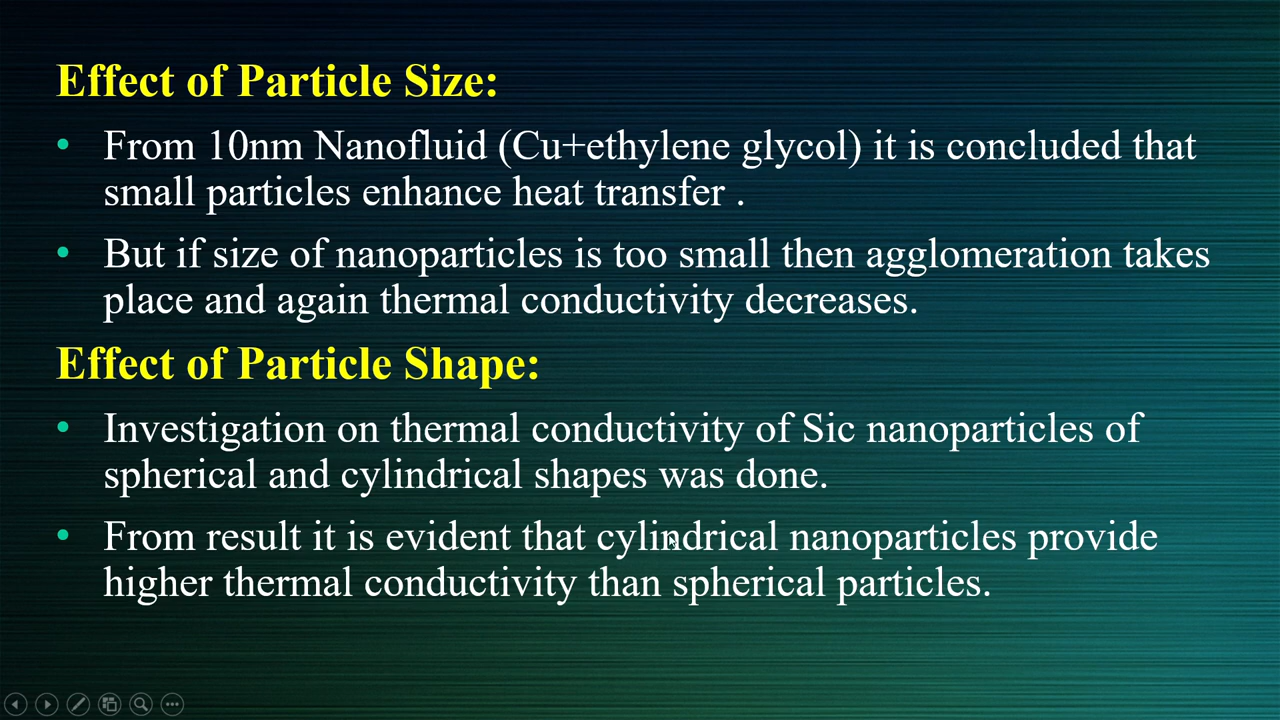 Effect of Particle Size:
• From 10nm Nanofluid (Cu+ethylene glycol) it is concluded that
small particles enhance heat transfer .
• But if size of nanoparticles is too small then agglomeration takes
place and again thermal conductivity decreases.
Effect of Particle Shape:
• Investigation on thermal conductivity of Sic nanoparticles of
spherical and cylindrical shapes was done.
• From result it is evident that cylindrical nanoparticles provide
higher thermal conductivity than spherical particles.